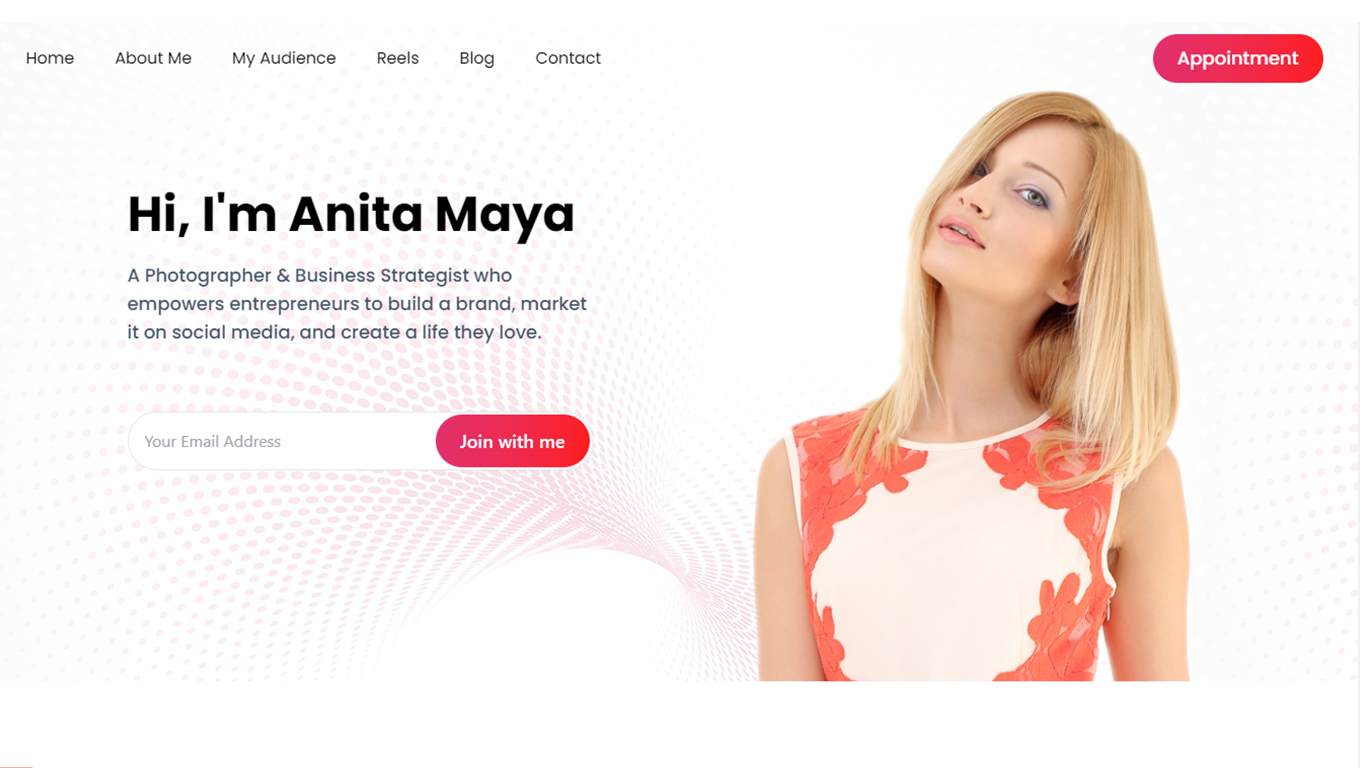 Home About Me My Audience Reels Blog Contact Appointment
Hi, I'm Anita Maya
A Photographer & Business Strategist who
empowers entrepreneurs to build a brand, market
it on social media, and create a life they love.
Your Email Address Join with me